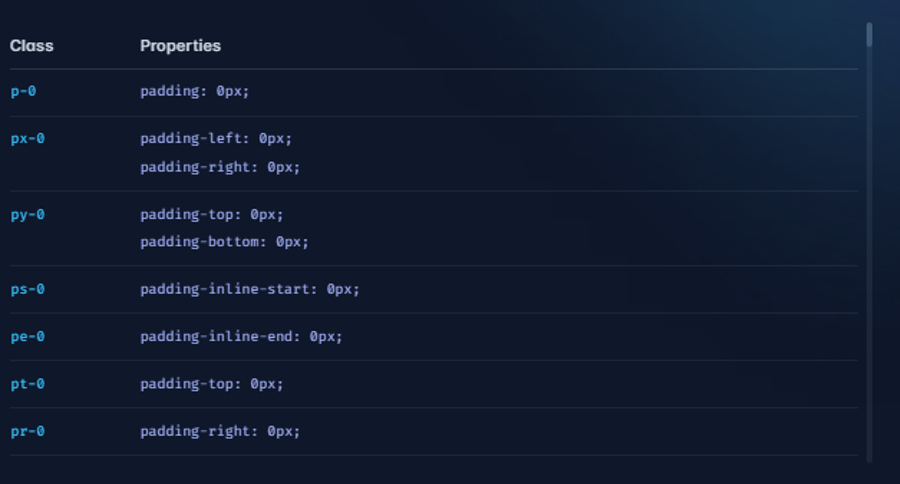 Class Properties
p-0 padding: 0px;
px-0 padding-left: 0px;
padding-right: 0px;
py-0 padding-top: 0px;
padding-bottom: 0px;
ps-0 padding-inline-start: 0px;
pe-0 padding-inline-end: 0px;
pt-0 padding-top: 0px;
pr-0 padding-right: 0px;